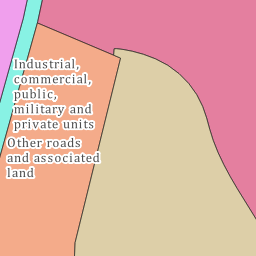 Industrial,
commercial,
public,
military and
private units
Other roads
and associated
land